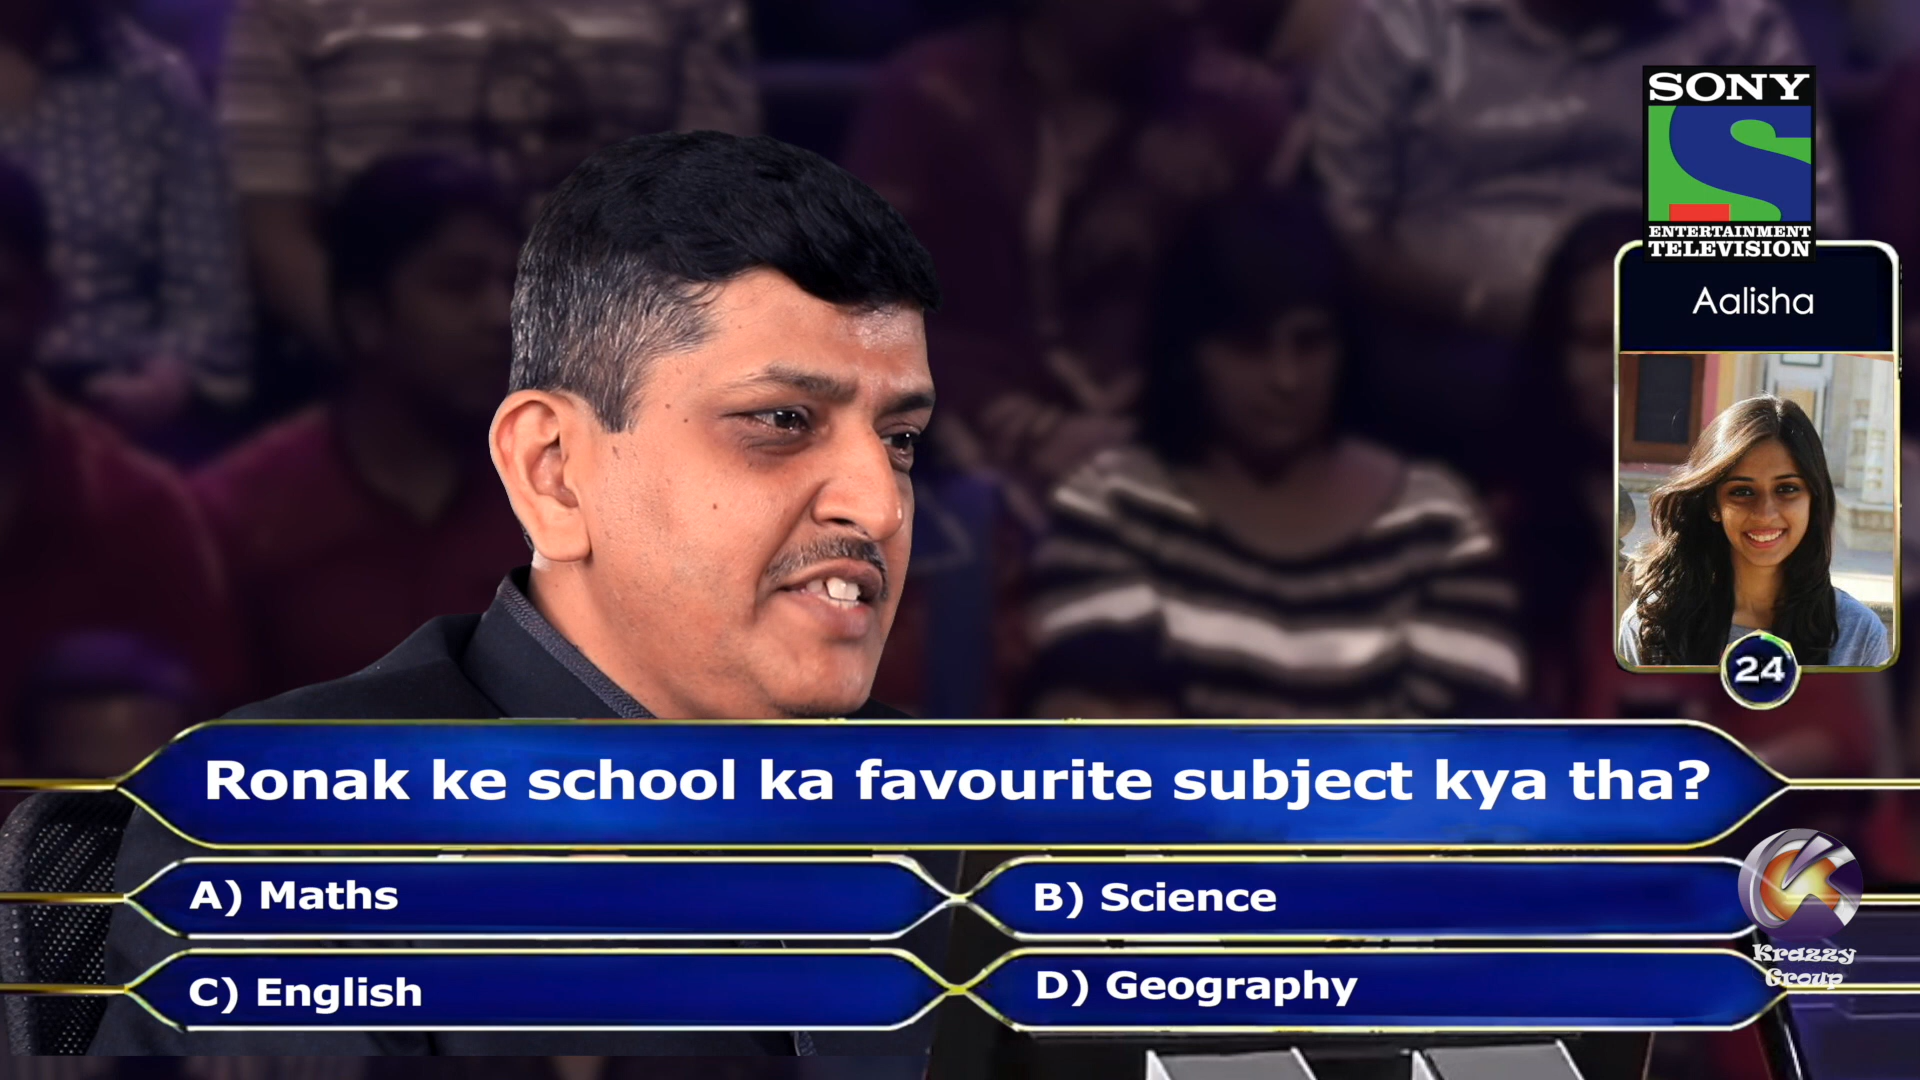 SONY
ENTERTAINMENT
TELEVISION
Aalisha
24
Ronak ke school ka favourite subject kya tha?
A) Maths
B) Science
C) English
D) Geography
Krazzy
Group